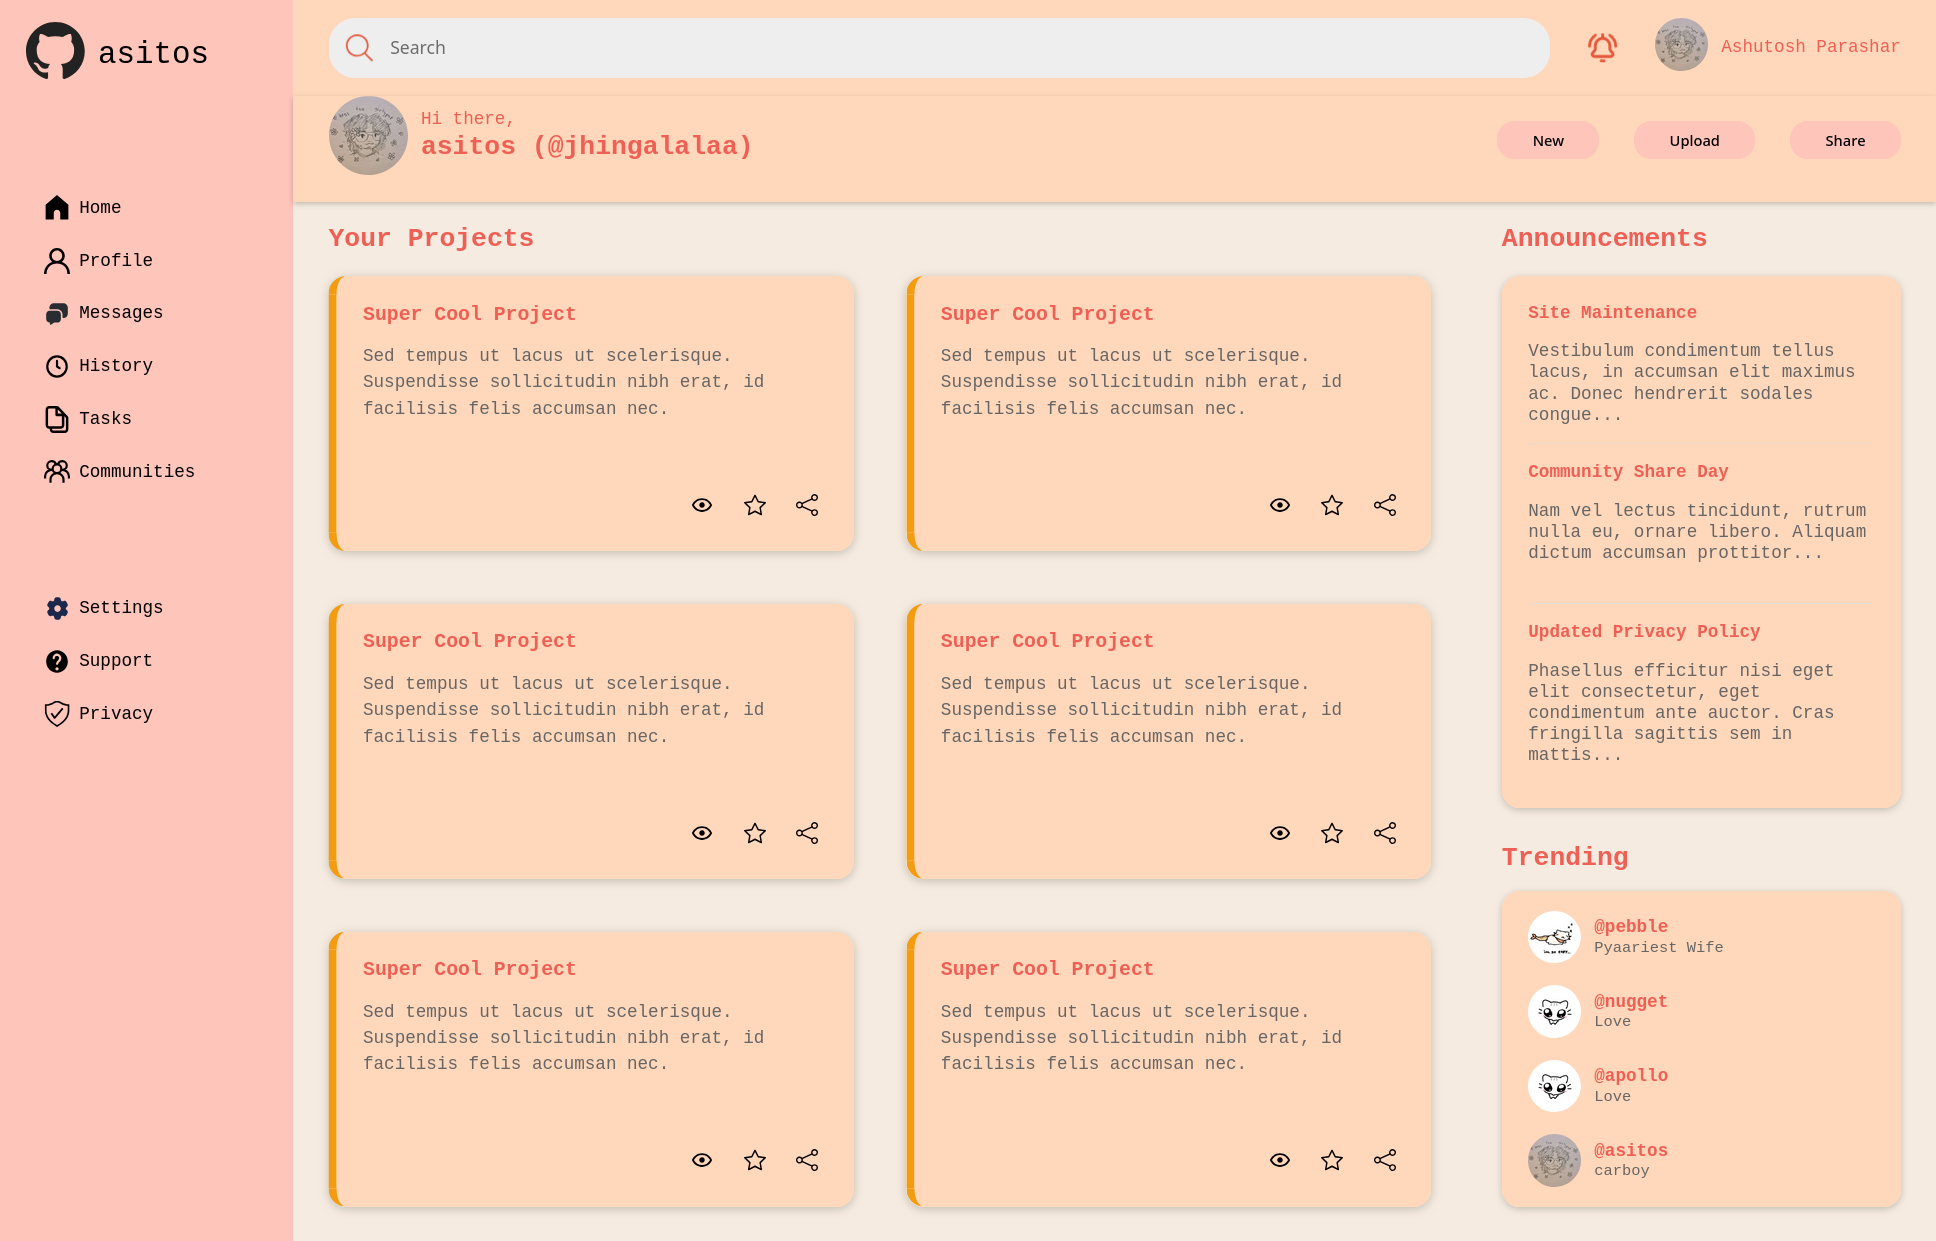 asitos
Home
Profile
Messages
History
Tasks
Communities
Settings
Support
Privacy
Search
Ashutosh Parashar
Hi there,
asitos (@jhingalalaa)
New
Upload
Share
Your Projects
Super Cool Project
Sed tempus ut lacus ut scelerisque.
Suspendisse sollicitudin nibh erat, id
facilisis felis accumsan nec.
Super Cool Project
Sed tempus ut lacus ut scelerisque.
Suspendisse sollicitudin nibh erat, id
facilisis felis accumsan nec.
Super Cool Project
Sed tempus ut lacus ut scelerisque.
Suspendisse sollicitudin nibh erat, id
facilisis felis accumsan nec.
Super Cool Project
Sed tempus ut lacus ut scelerisque.
Suspendisse sollicitudin nibh erat, id
facilisis felis accumsan nec.
Super Cool Project
Sed tempus ut lacus ut scelerisque.
Suspendisse sollicitudin nibh erat, id
facilisis felis accumsan nec.
Super Cool Project
Sed tempus ut lacus ut scelerisque.
Suspendisse sollicitudin nibh erat, id
facilisis felis accumsan nec.
Announcements
Site Maintenance
Vestibulum condimentum tellus
lacus, in accumsan elit maximus
ac. Donec hendrerit sodales
congue...
Community Share Day
Nam vel lectus tincidunt, rutrum
nulla eu, ornare libero. Aliquam
dictum accumsan prottitor...
Updated Privacy Policy
Phasellus efficitur nisi eget
elit consectetur, eget
condimentum ante auctor. Cras
fringilla sagittis sem in
mattis...
Trending
@pebble
Pyaariest Wife
@nugget
Love
@apollo
Love
@asitos
carboy